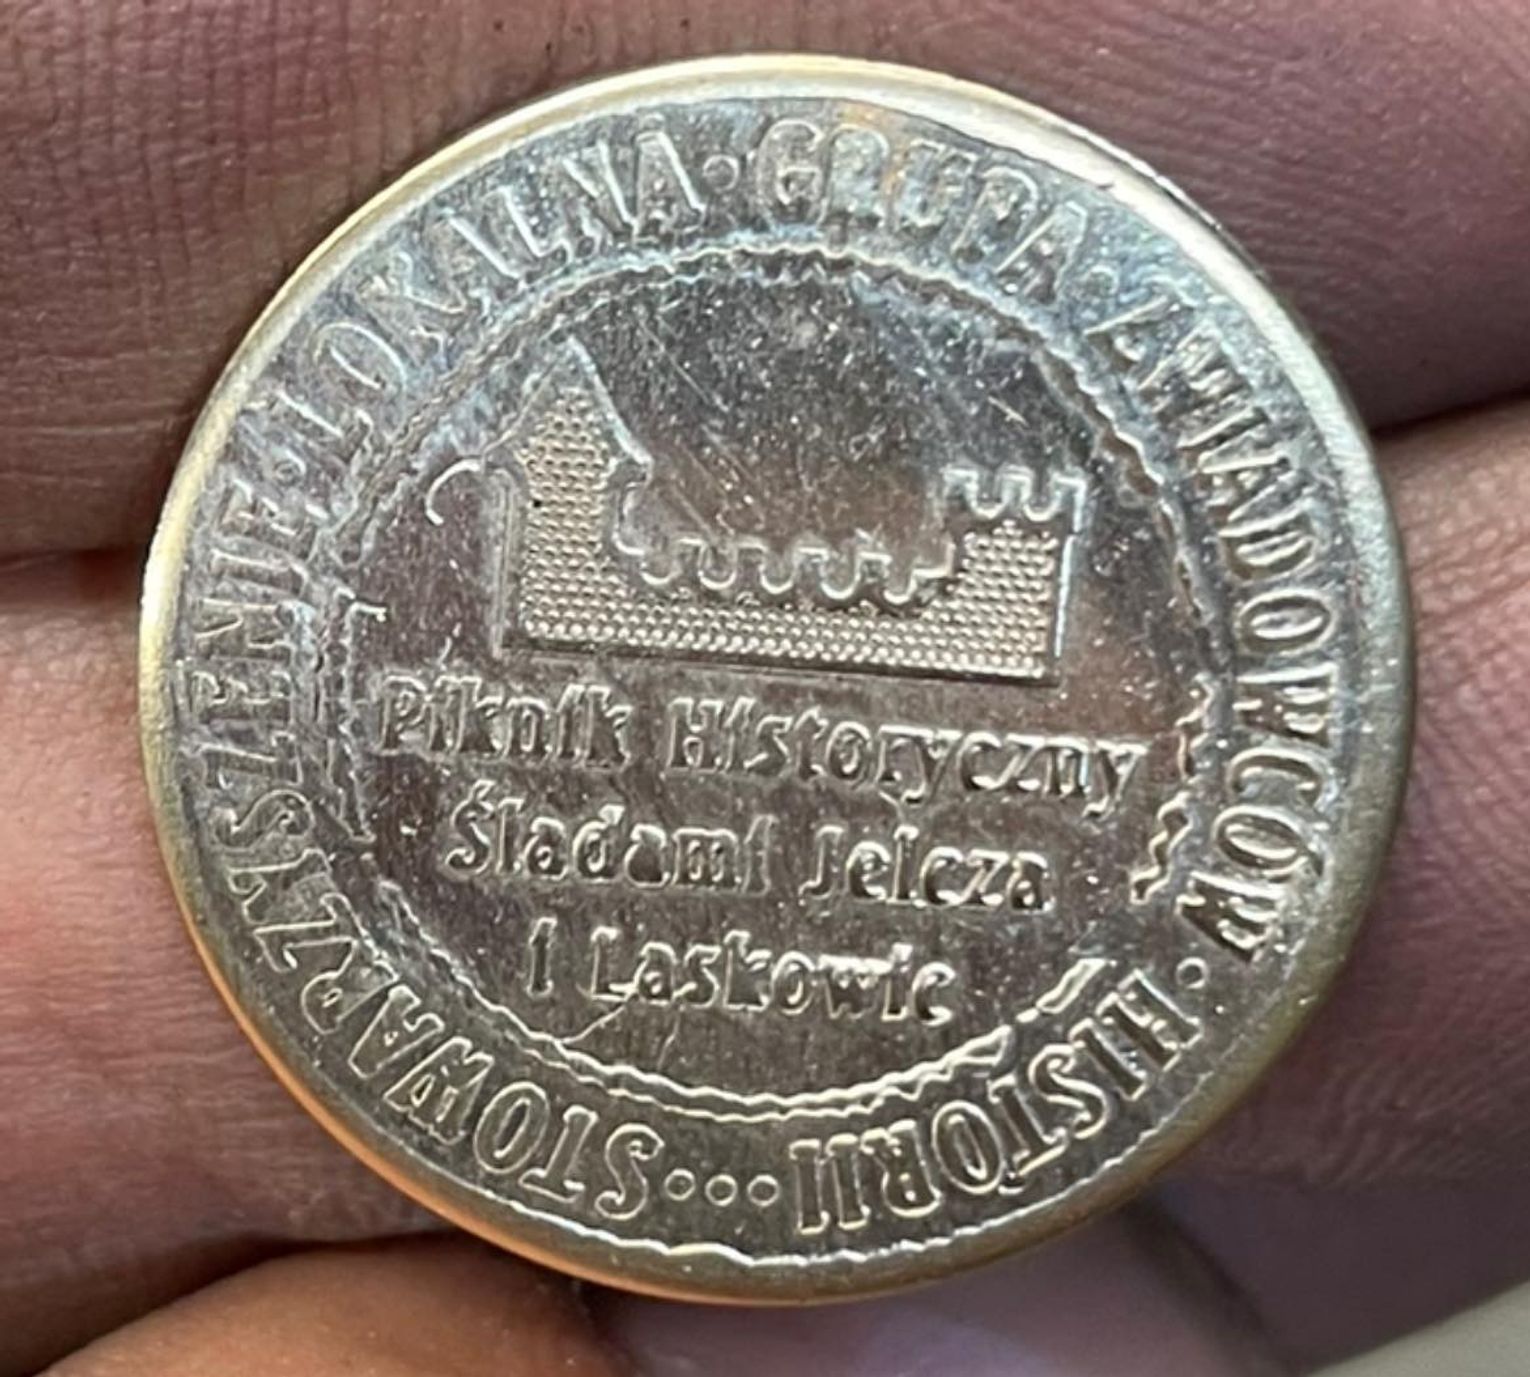 STOWARZYSZENIE · LOKALNA · GRUPA · ZWIADOWCÓW · HISTORII
Piknik Historyczny
Śladami Jelcza
i Laskowic